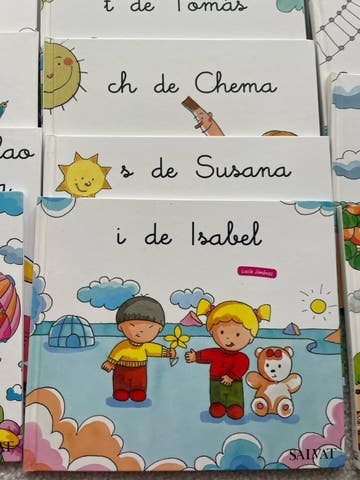 t de Tomás
ch de Chema
s de Susana
i de Isabel
Lucía Jiménez
SALVAT